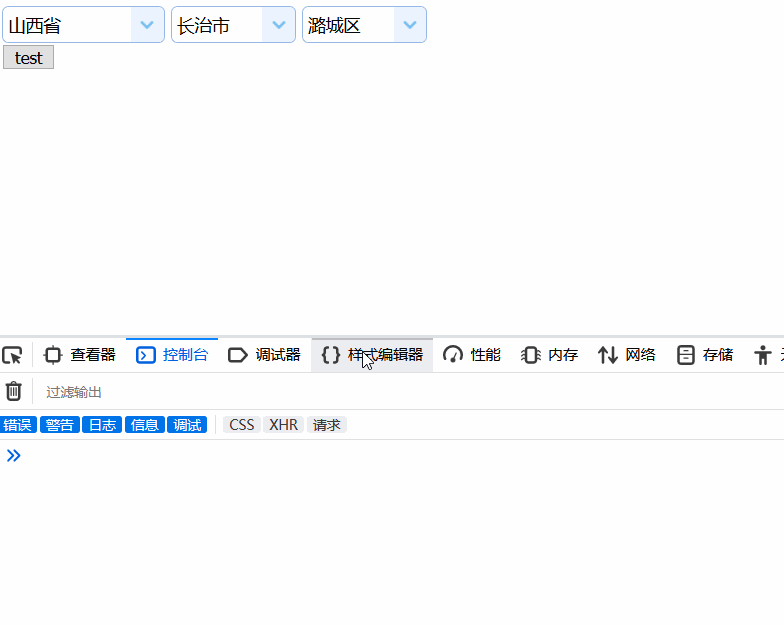 山西省 长治市 潞城区
test
查看器 控制台 调试器 样式编辑器 性能 内存 网络 存储
过滤输出
错误 警告 日志 信息 调试 CSS XHR 请求